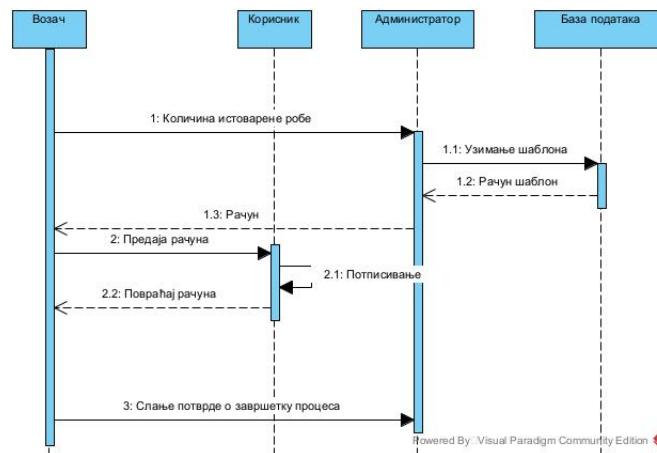 Возач
Корисник
Администратор
База података
1: Количина истоварене робе
1.1: Узимање шаблона
1.2: Рачун шаблон
1.3: Рачун
2: Предаја рачуна
2.1: Потписивање
2.2: Повраћај рачуна
3: Слање потврде о завршетку процеса
Powered By Visual Paradigm Community Edition